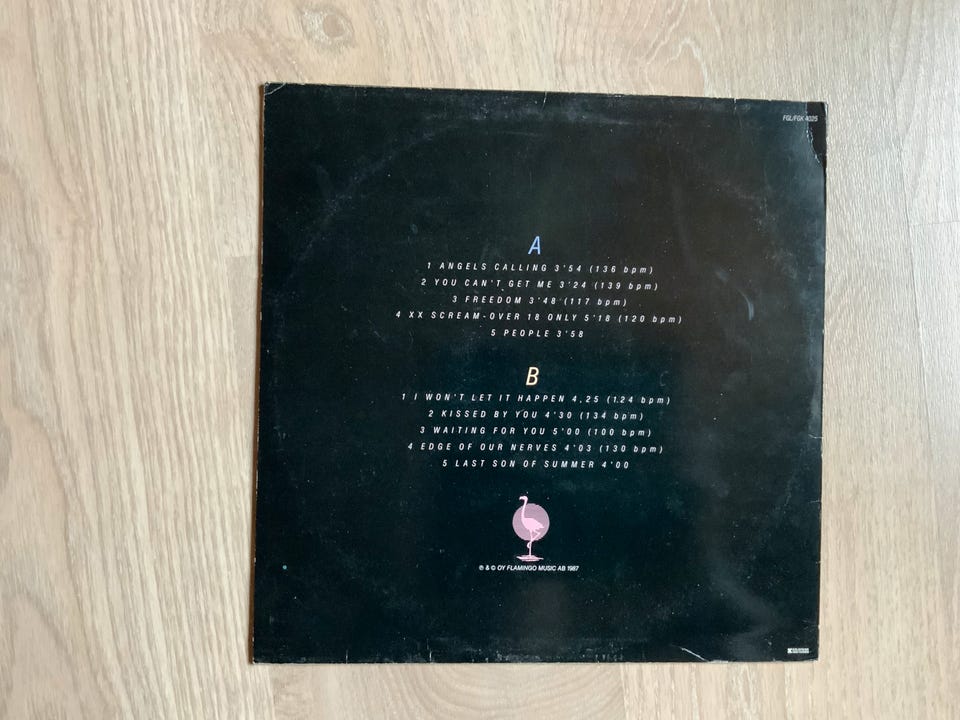 FGL/FGK 4025
A
1 ANGELS CALLING 3'54 (136 bpm)
2 YOU CAN'T GET ME 3'24 (139 bpm)
3 FREEDOM 3'48 (117 bpm)
4 XX SCREAM-OVER 18 ONLY 5'18 (120 bpm)
5 PEOPLE 3'58
B
1 I WON'T LET IT HAPPEN 4.25 (124 bpm)
2 KISSED BY YOU 4'30 (134 bpm)
3 WAITING FOR YOU 5'00 (100 bpm)
4 EDGE OF OUR NERVES 4'03 (130 bpm)
5 LAST SON OF SUMMER 4'00
℗ & © OY FLAMINGO MUSIC AB 1987